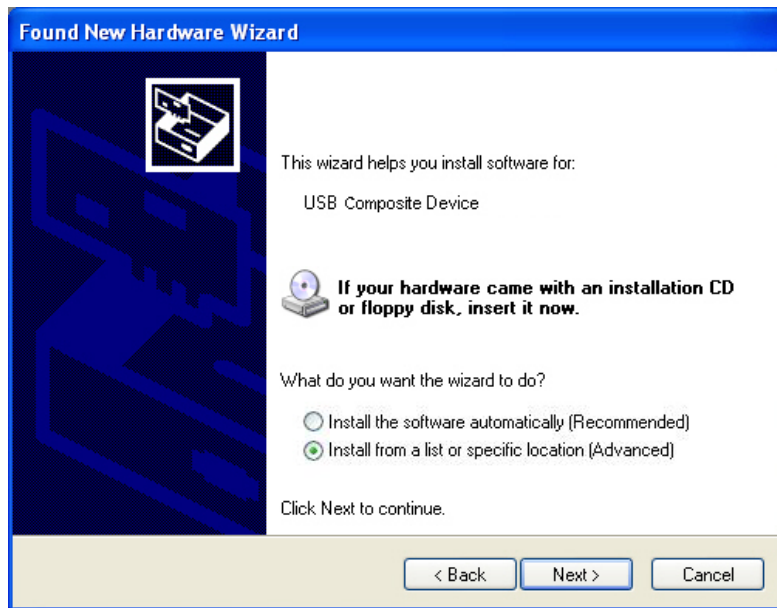 Found New Hardware Wizard
This wizard helps you install software for:
USB Composite Device
If your hardware came with an installation CD
or floppy disk, insert it now.
What do you want the wizard to do?
Install the software automatically (Recommended)
Install from a list or specific location (Advanced)
Click Next to continue.
< Back Next > Cancel